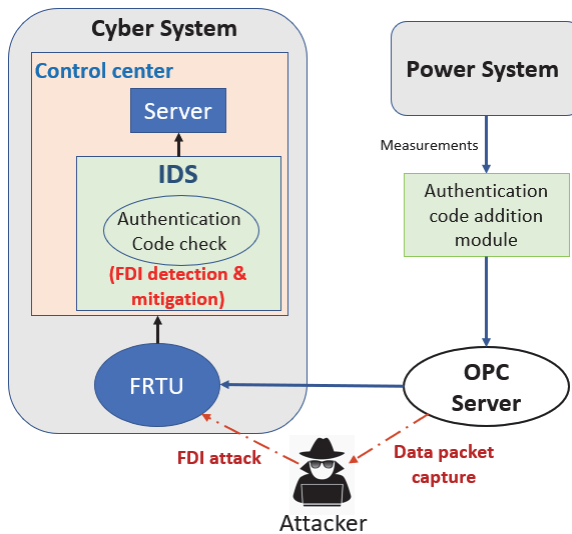 Cyber System
Control center
Server
IDS
Authentication
Code check
(FDI detection &
mitigation)
FRTU
Power System
Measurements
Authentication
code addition
module
OPC
Server
FDI attack
Data packet
capture
Attacker